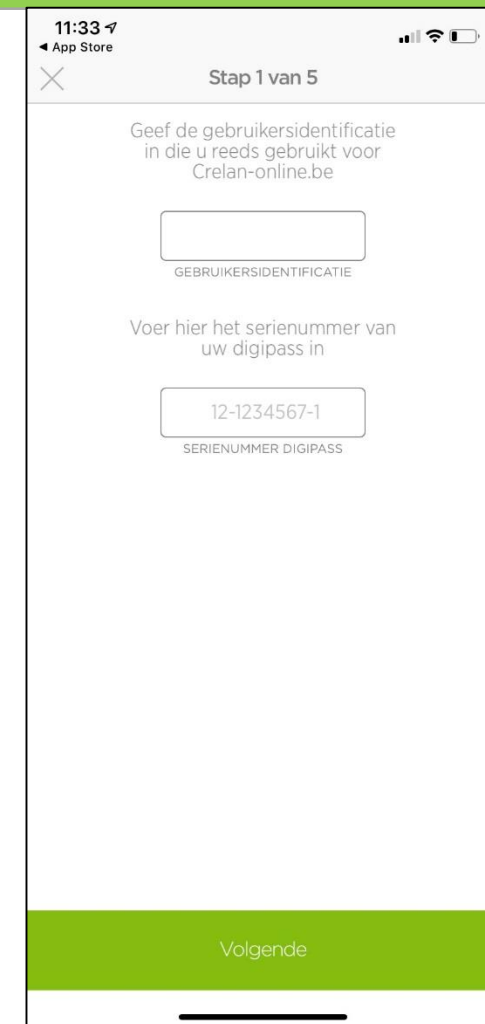 11:33
◀ App Store
Stap 1 van 5
Geef de gebruikersidentificatie
in die u reeds gebruikt voor
Crelan-online.be
GEBRUIKERSIDENTIFICATIE
Voer hier het serienummer van
uw digipass in
12-1234567-1
SERIENUMMER DIGIPASS
Volgende